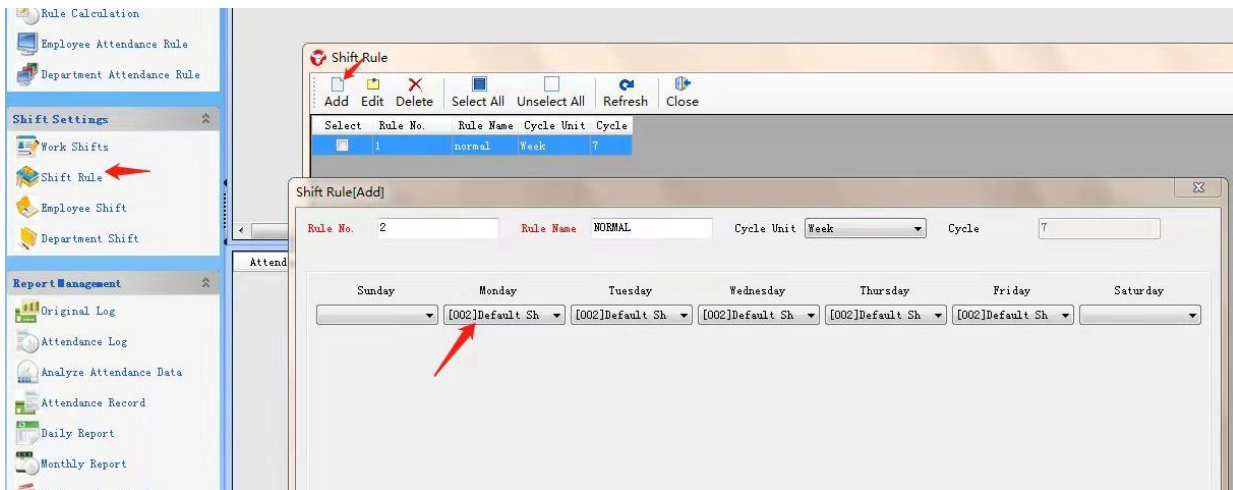 Rule Calculation
Employee Attendance Rule
Department Attendance Rule
Shift Settings
Work Shifts
Shift Rule
Employee Shift
Department Shift
Report Management
Original Log
Attendance Log
Analyze Attendance Data
Attendance Record
Daily Report
Monthly Report
Shift Rule
Add Edit Delete Select All Unselect All Refresh Close
Select Rule No. Rule Name Cycle Unit Cycle
1 normal Week 7
Attend
Shift Rule[Add]
Rule No. 2 Rule Name NORMAL Cycle Unit Week Cycle 7
Sunday Monday Tuesday Wednesday Thursday Friday Saturday
[002]Default Sh [002]Default Sh [002]Default Sh [002]Default Sh [002]Default Sh